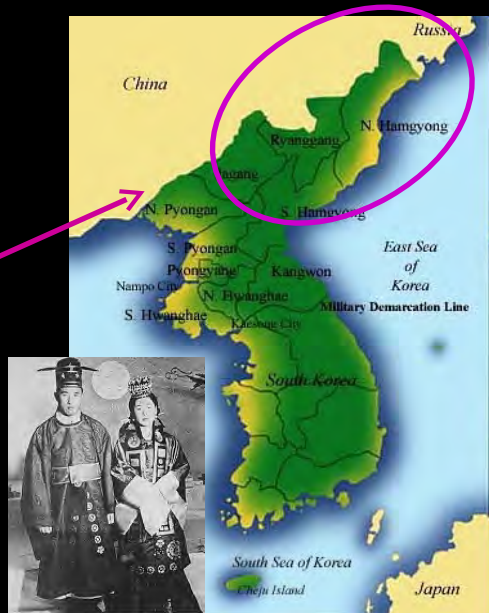 Russia
China
N. Hamgyong
Ryanggang
Jagang
N. Pyongan
S. Hamgyong
S. Pyongan
East Sea
of
Korea
Pyongyang
Kangwon
Nampo City
N. Hwanghae
Military Demarcation Line
S. Hwanghae
Kaesong City
South Korea
South Sea of Korea
Cheju Island
Japan